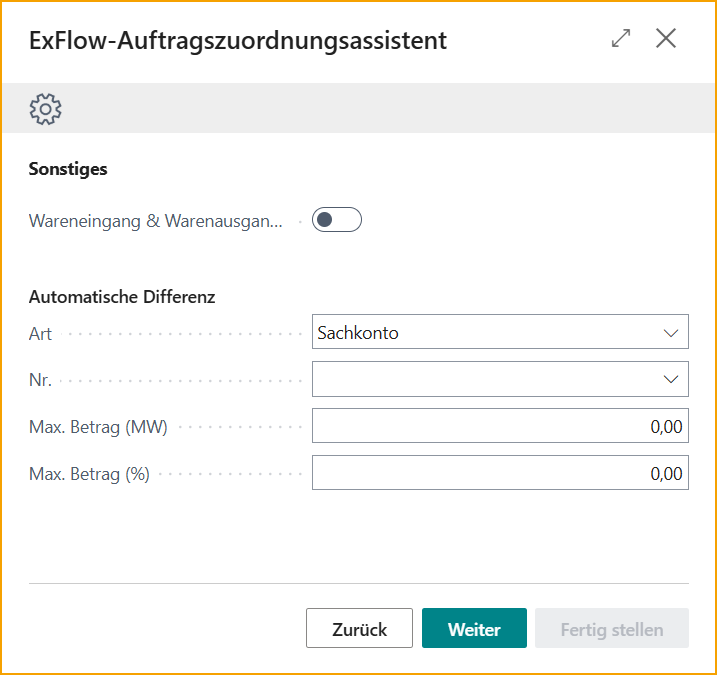 ExFlow-Auftragszuordnungsassistent
Sonstiges
Wareneingang & Warenausgan...
Automatische Differenz
Art Sachkonto
Nr.
Max. Betrag (MW) 0,00
Max. Betrag (%) 0,00
Zurück Weiter Fertig stellen